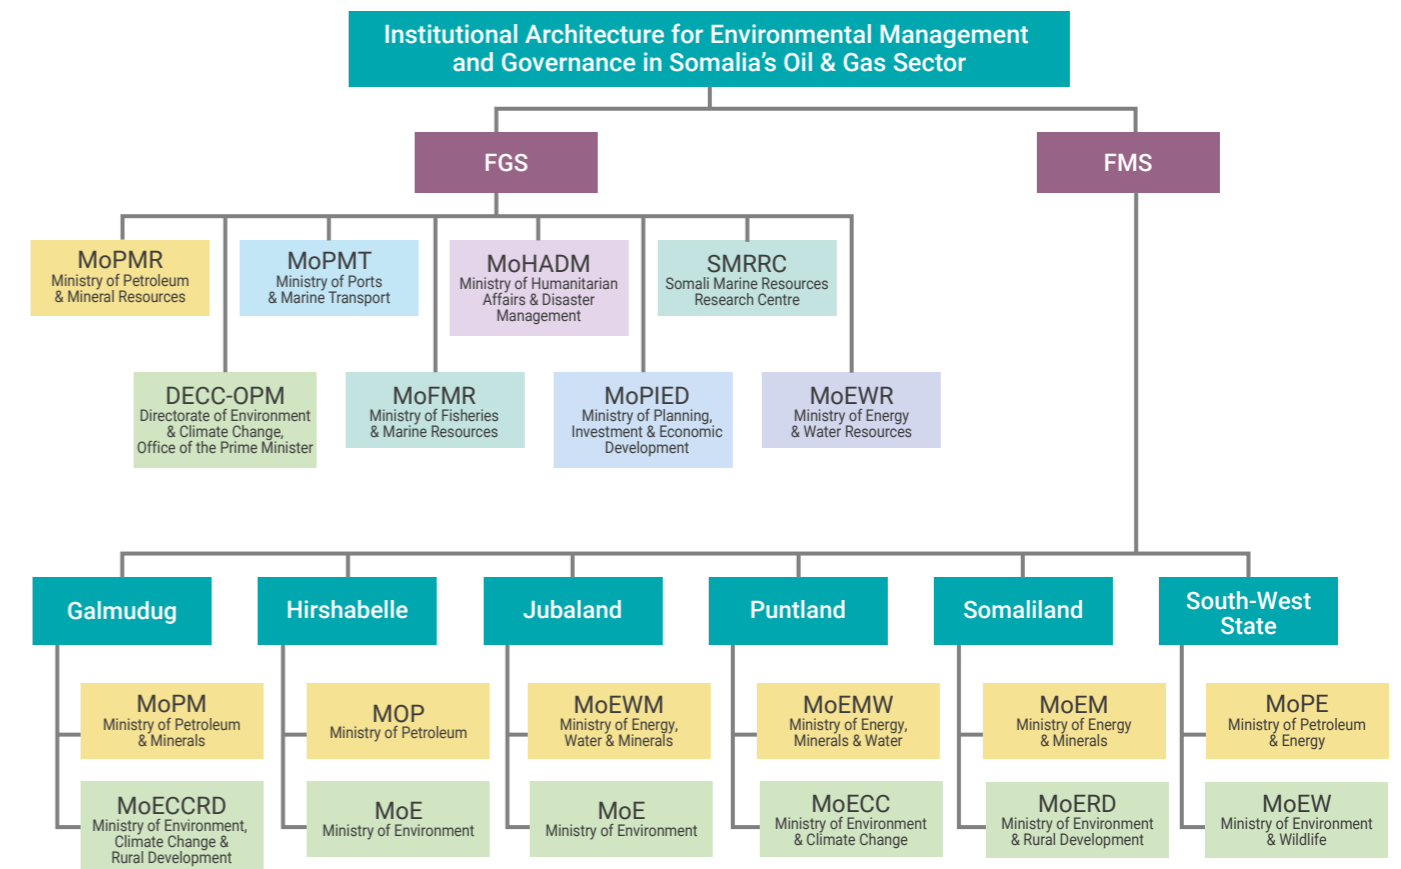 Institutional Architecture for Environmental Management
and Governance in Somalia’s Oil & Gas Sector
FGS
FMS
MoPMR
Ministry of Petroleum
& Mineral Resources
MoPMT
Ministry of Ports
& Marine Transport
MoHADM
Ministry of Humanitarian
Affairs & Disaster
Management
SMRRC
Somali Marine Resources
Research Centre
DECC-OPM
Directorate of Environment
& Climate Change,
Office of the Prime Minister
MoFMR
Ministry of Fisheries
& Marine Resources
MoPIED
Ministry of Planning,
Investment & Economic
Development
MoEWR
Ministry of Energy
& Water Resources
Galmudug
Hirshabelle
Jubaland
Puntland
Somaliland
South-West
State
MoPM
Ministry of Petroleum
& Minerals
MOP
Ministry of Petroleum
MoEWM
Ministry of Energy,
Water & Minerals
MoEMW
Ministry of Energy,
Minerals & Water
MoEM
Ministry of Energy
& Minerals
MoPE
Ministry of Petroleum
& Energy
MoECCRD
Ministry of Environment,
Climate Change &
Rural Development
MoE
Ministry of Environment
MoE
Ministry of Environment
MoECC
Ministry of Environment
& Climate Change
MoERD
Ministry of Environment
& Rural Development
MoEW
Ministry of Environment
& Wildlife